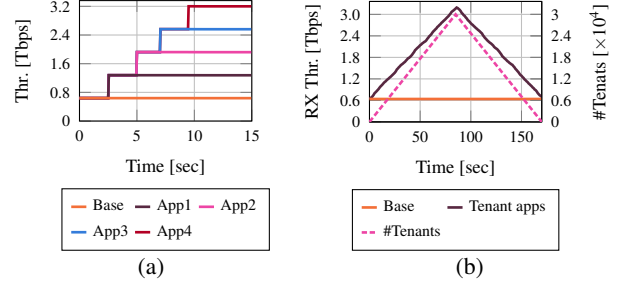 3.2
2.4
1.6
0.8
0
Thr. [Tbps]
0
5
10
15
Time [sec]
Base
App1
App2
App3
App4
(a)
3.0
2.4
1.8
1.2
0.6
0
RX Thr. [Tbps]
3
2.4
1.8
1.2
0.6
0
#Tenats [×10⁴]
0
50
100
150
Time [sec]
Base
Tenant apps
#Tenants
(b)